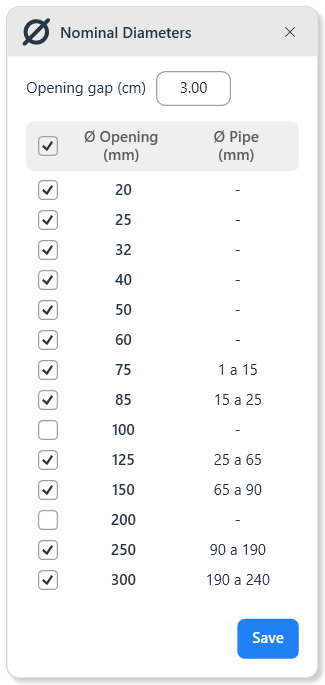 Nominal Diameters
Opening gap (cm) 3.00
Ø Opening (mm) Ø Pipe (mm)
20 -
25 -
32 -
40 -
50 -
60 -
75 1 a 15
85 15 a 25
100 -
125 25 a 65
150 65 a 90
200 -
250 90 a 190
300 190 a 240
Save